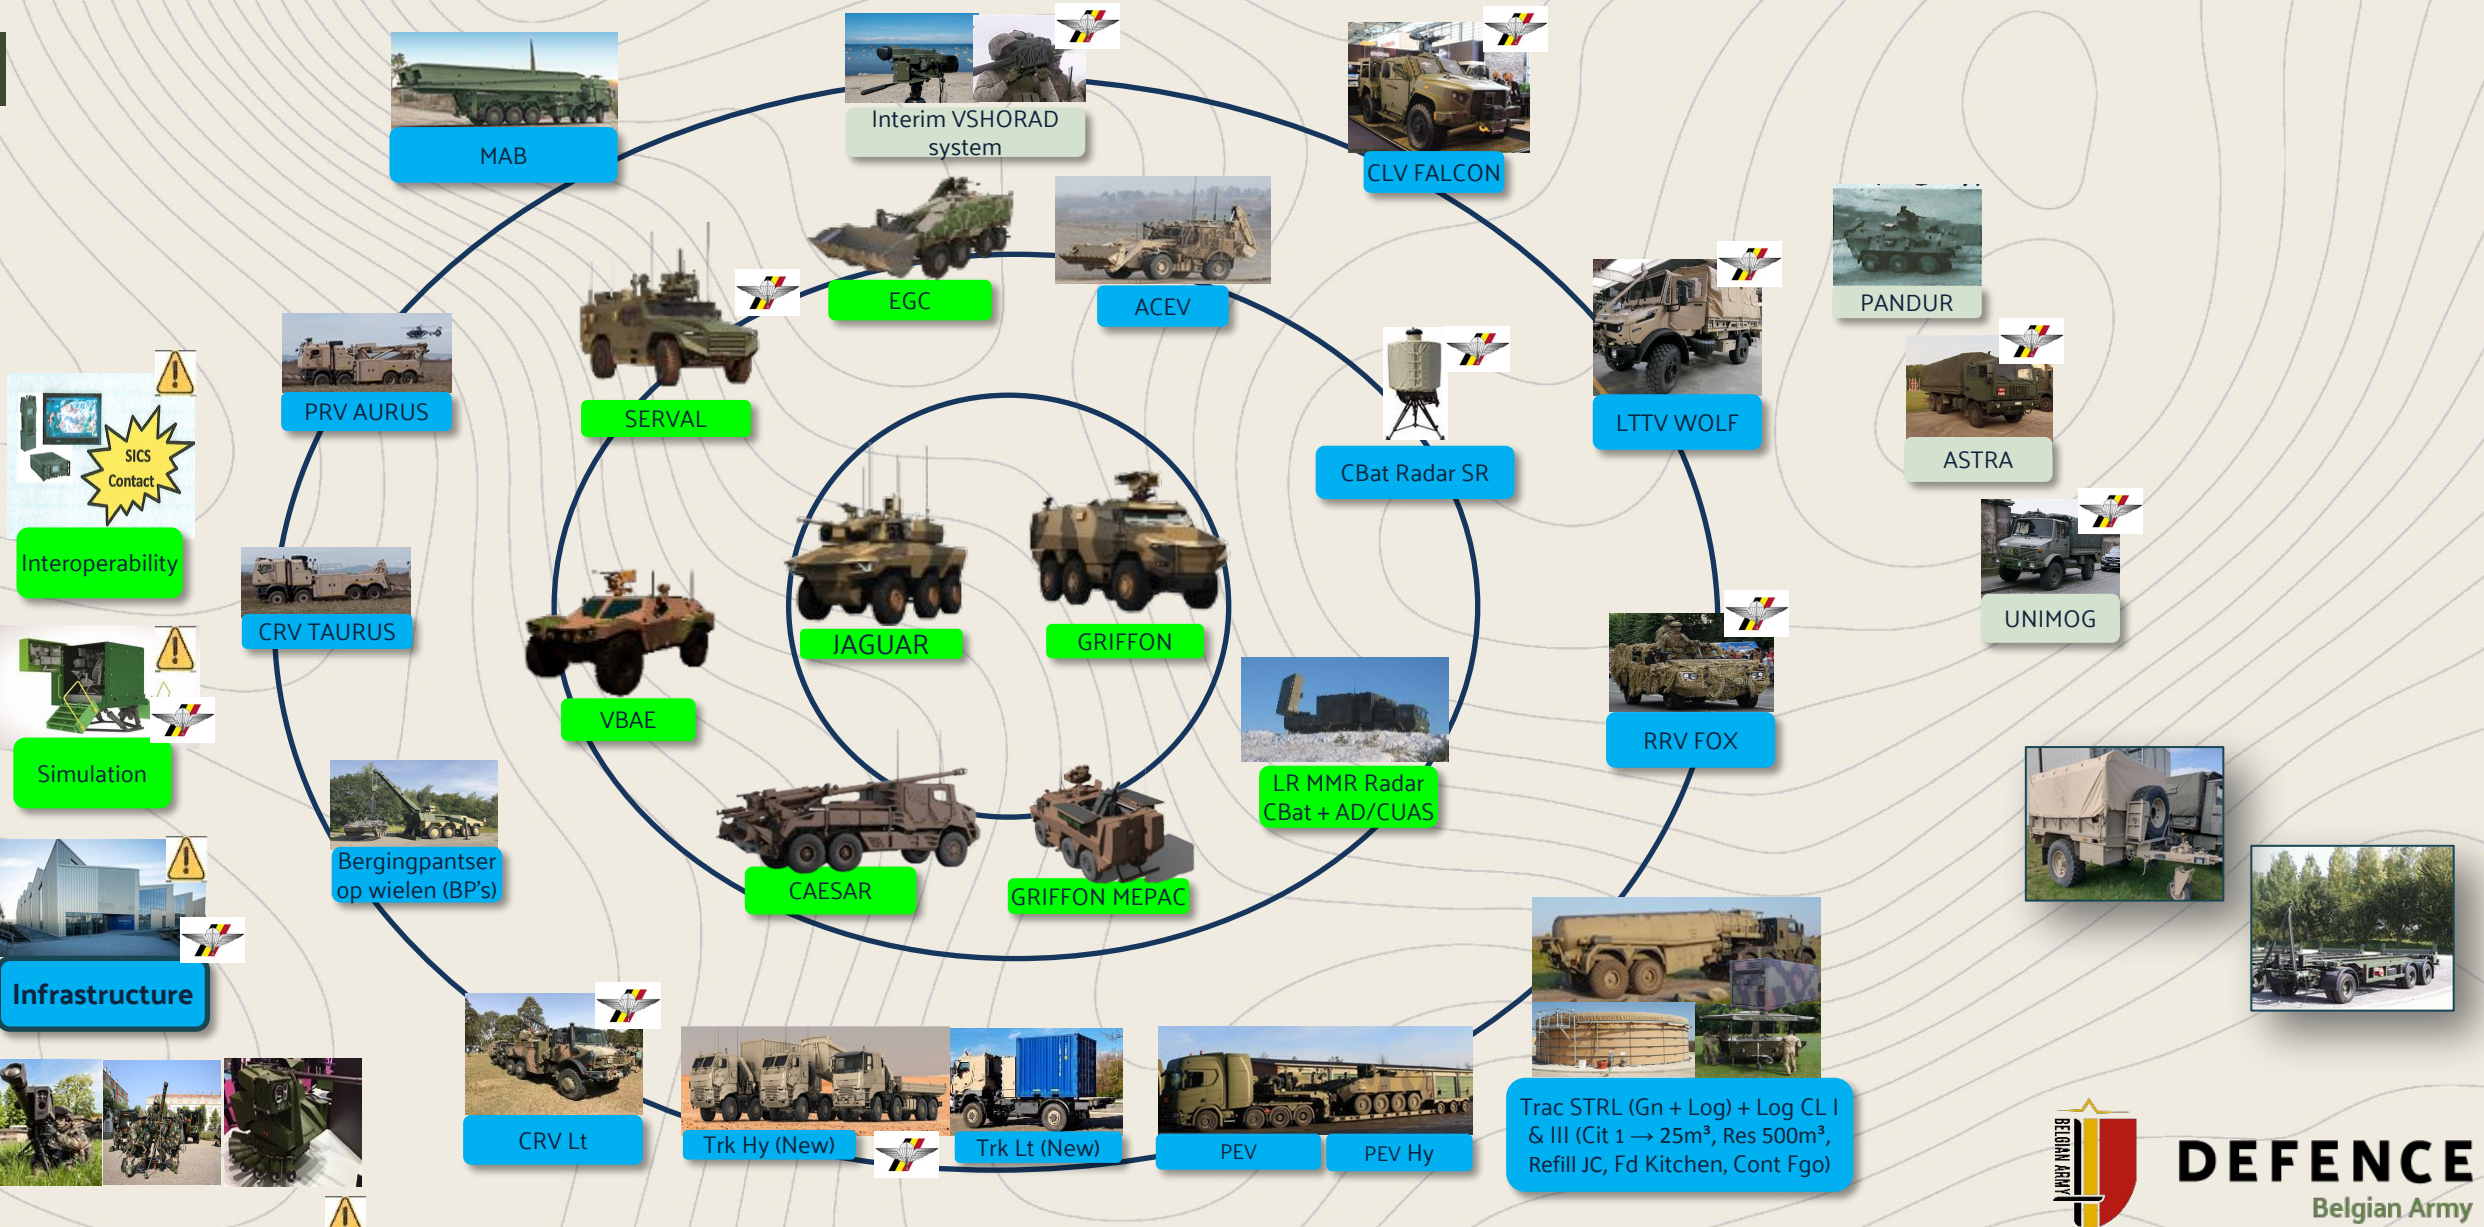 MAB
Interim VSHORAD
system
CLV FALCON
EGC
ACEV
PANDUR
PRV AURUS
SERVAL
LTTV WOLF
CBat Radar SR
ASTRA
SICS
Contact
Interoperability
CRV TAURUS
JAGUAR
GRIFFON
UNIMOG
VBAE
RRV FOX
Simulation
LR MMR Radar
CBat + AD/CUAS
Bergingpantser
op wielen (BP's)
CAESAR
GRIFFON MEPAC
Infrastructure
CRV Lt
Trk Hy (New)
Trk Lt (New)
PEV
PEV Hy
Trac STRL (Gn + Log) + Log CL I
& III (Cit 1 → 25m³, Res 500m³,
Refill JC, Fd Kitchen, Cont Fgo)
BELGIAN ARMY
DEFENCE
Belgian Army